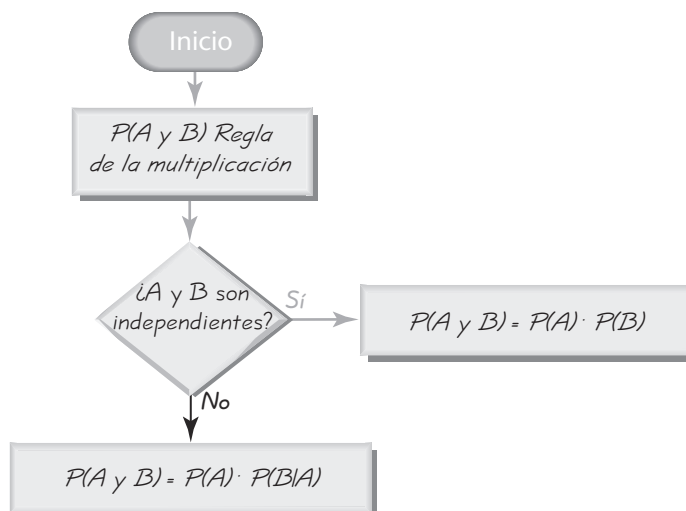 Inicio
P(A y B) Regla
de la multiplicación
¿A y B son
independientes?
Sí
P(A y B) = P(A) · P(B)
No
P(A y B) = P(A) · P(B|A)